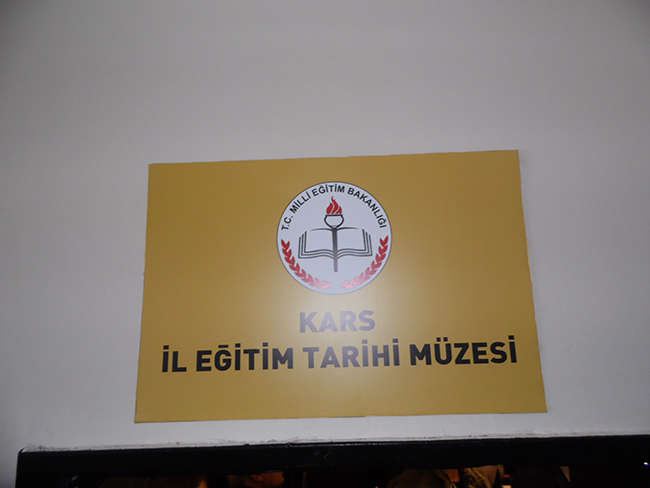 T.C. MİLLİ EĞİTİM BAKANLIĞI
KARS
İL EĞİTİM TARİHİ MÜZESİ